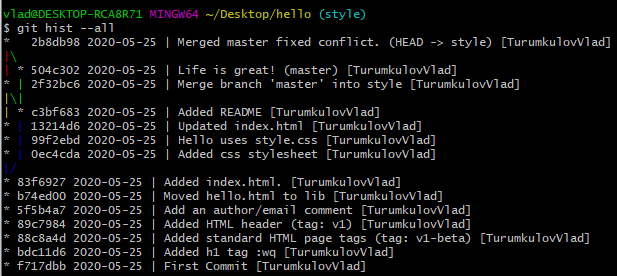 vlad@DESKTOP-RCA8R71 MINGW64 ~/Desktop/hello (style)
$ git hist --all
*   2b8db98 2020-05-25 | Merged master fixed conflict. (HEAD -> style) [TurumkulovVlad]
|\
| * 504c302 2020-05-25 | Life is great! (master) [TurumkulovVlad]
* | 2f32bc6 2020-05-25 | Merge branch 'master' into style [TurumkulovVlad]
|\|
| * c3bf683 2020-05-25 | Added README [TurumkulovVlad]
* | 13214d6 2020-05-25 | Updated index.html [TurumkulovVlad]
* | 99f2ebd 2020-05-25 | Hello uses style.css [TurumkulovVlad]
* | 0ec4cda 2020-05-25 | Added css stylesheet [TurumkulovVlad]
|/
* 83f6927 2020-05-25 | Added index.html. [TurumkulovVlad]
* b74ed00 2020-05-25 | Moved hello.html to lib [TurumkulovVlad]
* 5f5b4a7 2020-05-25 | Add an author/email comment [TurumkulovVlad]
* 89c7984 2020-05-25 | Added HTML header (tag: v1) [TurumkulovVlad]
* 88c8a4d 2020-05-25 | Added standard HTML page tags (tag: v1-beta) [TurumkulovVlad]
* bdc11d6 2020-05-25 | Added h1 tag :wq [TurumkulovVlad]
* f717dbb 2020-05-25 | First Commit [TurumkulovVlad]